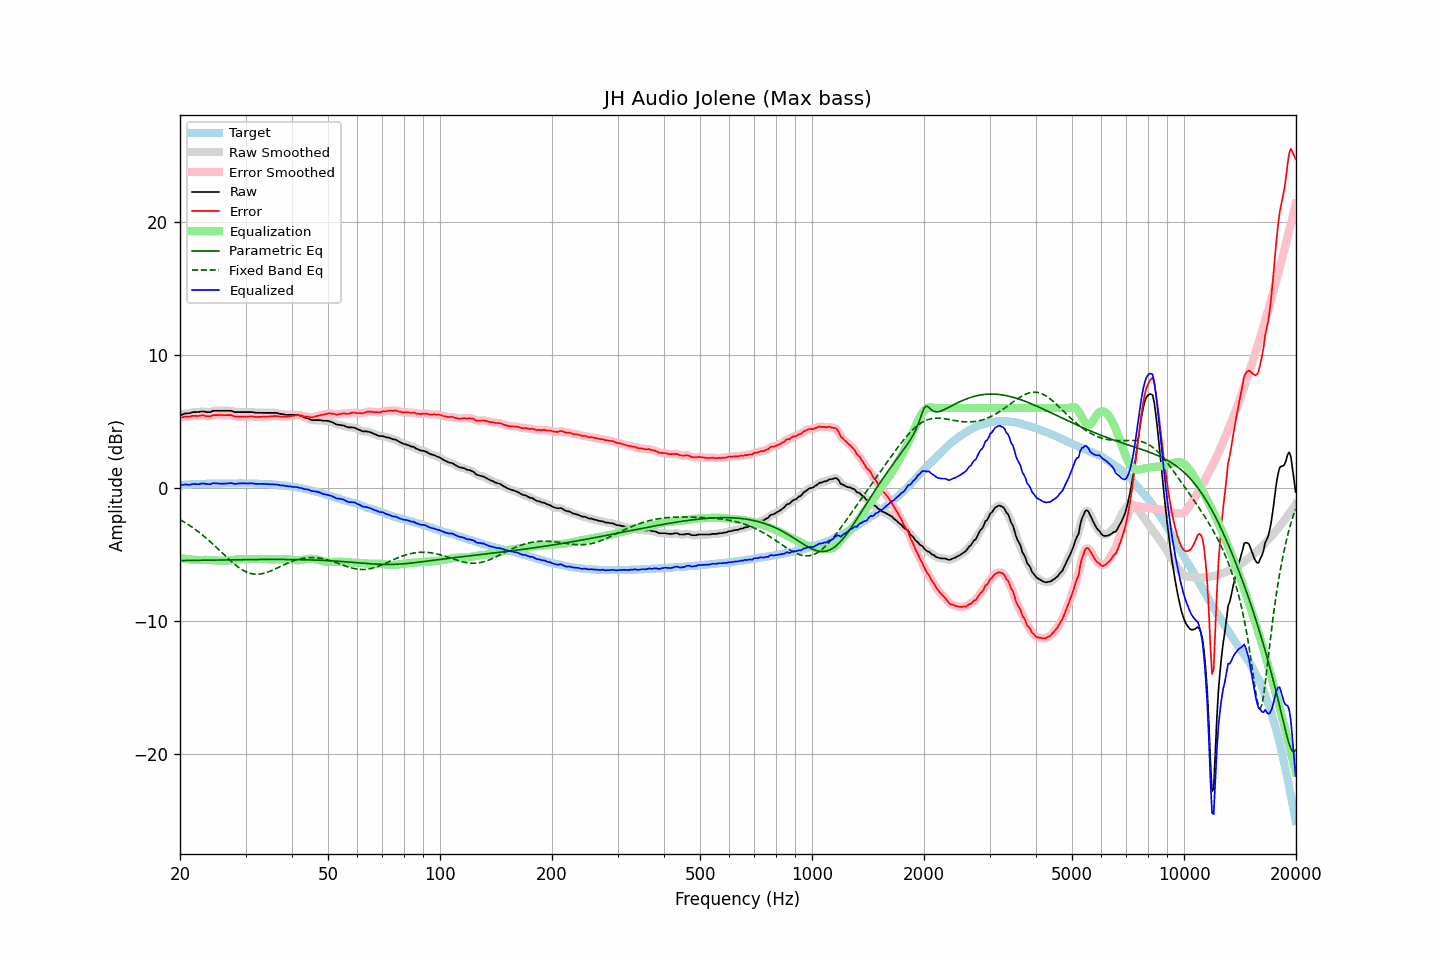 JH Audio Jolene (Max bass)
Target
Raw Smoothed
Error Smoothed
Raw
Error
Equalization
Parametric Eq
Fixed Band Eq
Equalized
Amplitude (dBr)
20
10
0
−10
−20
20
50
100
200
500
1000
2000
5000
10000
20000
Frequency (Hz)